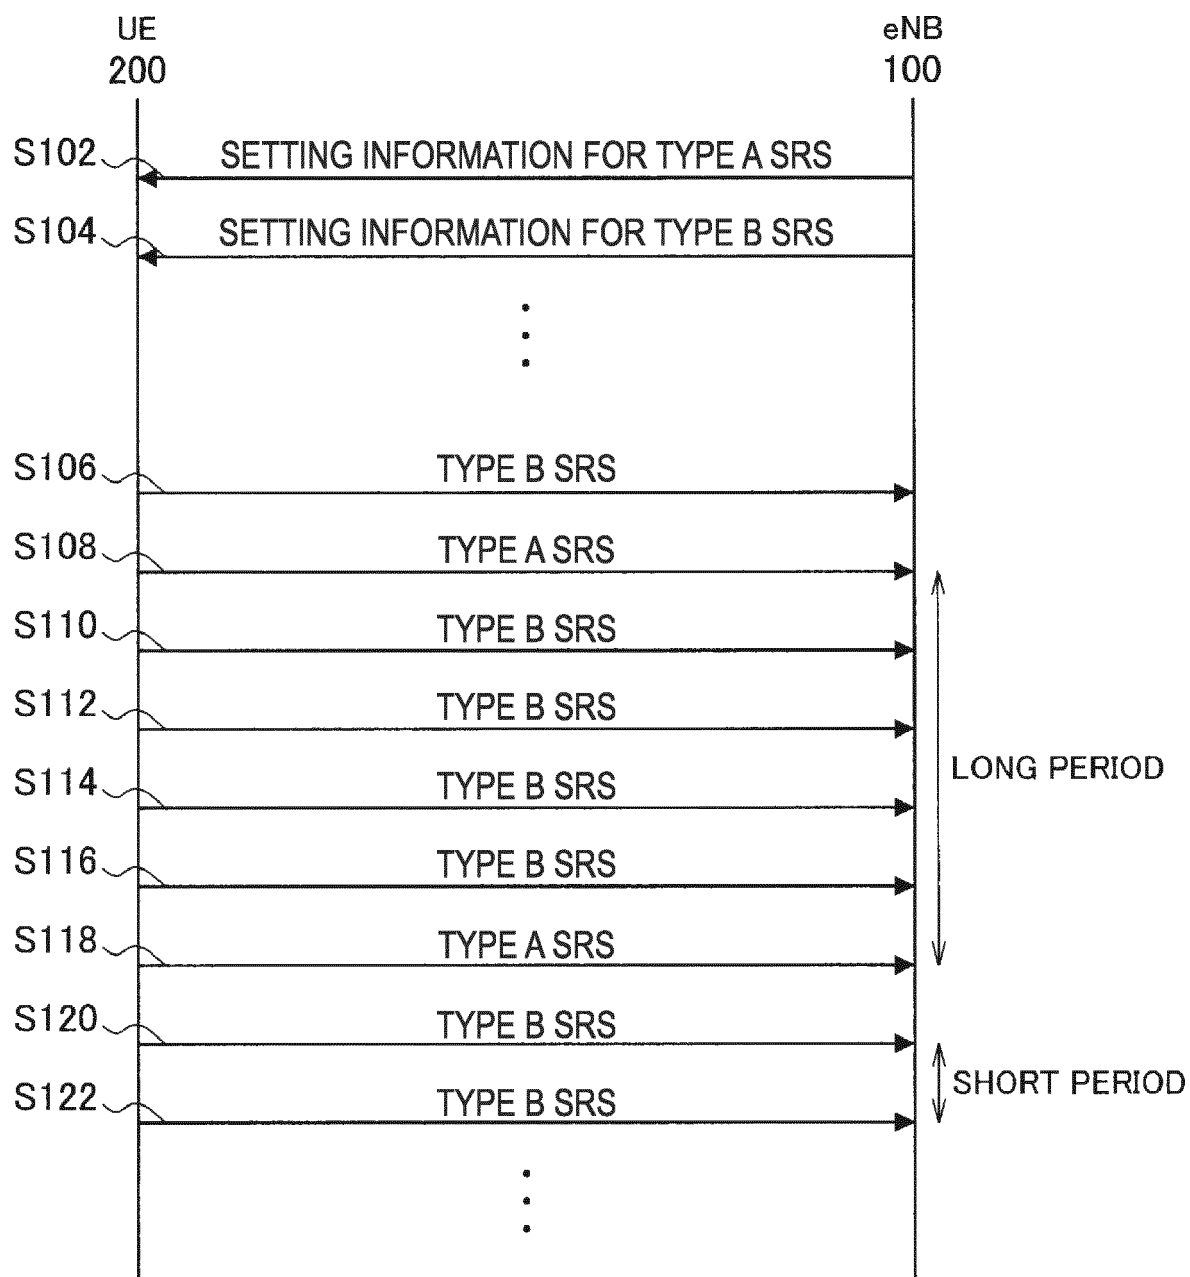 UE
200
eNB
100
S102
SETTING INFORMATION FOR TYPE A SRS
S104
SETTING INFORMATION FOR TYPE B SRS
S106
TYPE B SRS
S108
TYPE A SRS
S110
TYPE B SRS
S112
TYPE B SRS
S114
TYPE B SRS
LONG PERIOD
S116
TYPE B SRS
S118
TYPE A SRS
S120
TYPE B SRS
SHORT PERIOD
S122
TYPE B SRS